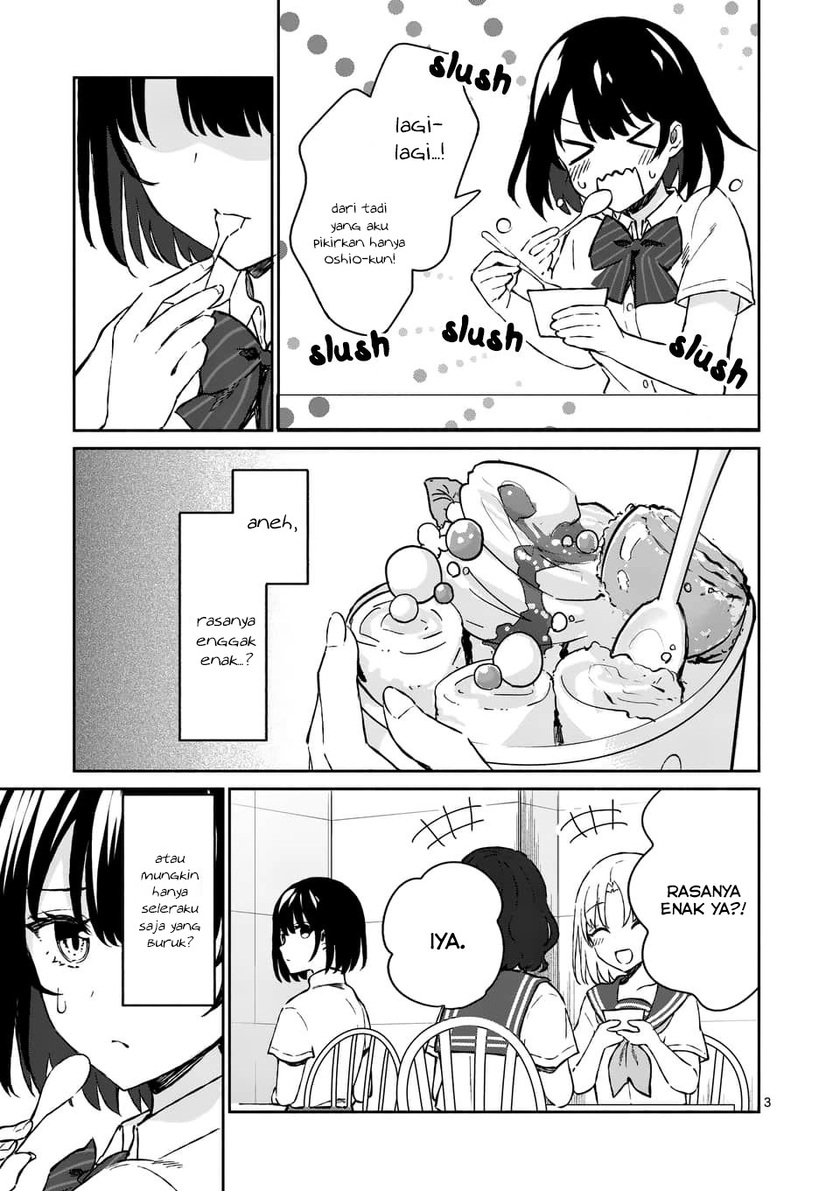 slush
lagi-
lagi...!
dari tadi
yang aku
pikirkan hanya
oshio-kun!
slush
slush
slush
aneh,
rasanya
enggak
enak...?
RASANYA
ENAK YA?!
IYA.
atau
mungkin
hanya
seleraku
saja yang
buruk?
3